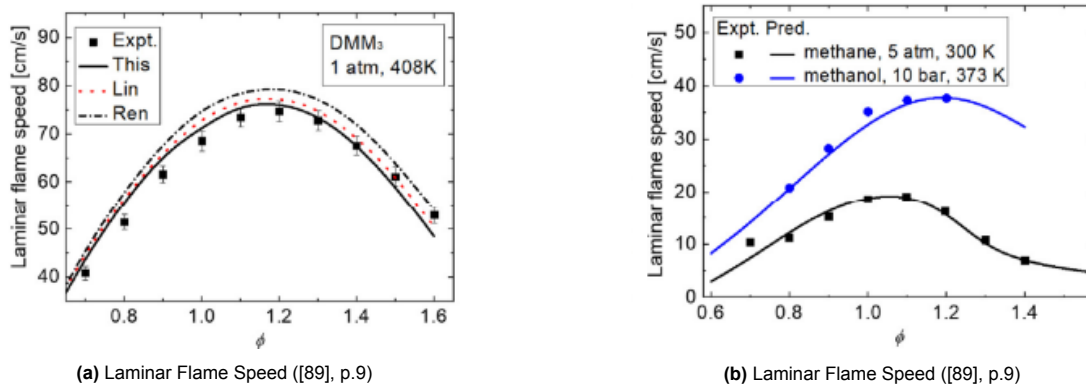 Laminar flame speed [cm/s]
90
80
70
60
50
40
Expt.
This
Lin
Ren
DMM₃
1 atm, 408K
0.8 1.0 1.2 1.4 1.6
ϕ
(a) Laminar Flame Speed ([89], p.9)
Laminar flame speed [cm/s]
50
40
30
20
10
0
Expt. Pred.
methane, 5 atm, 300 K
methanol, 10 bar, 373 K
0.6 0.8 1.0 1.2 1.4
ϕ
(b) Laminar Flame Speed ([89], p.9)